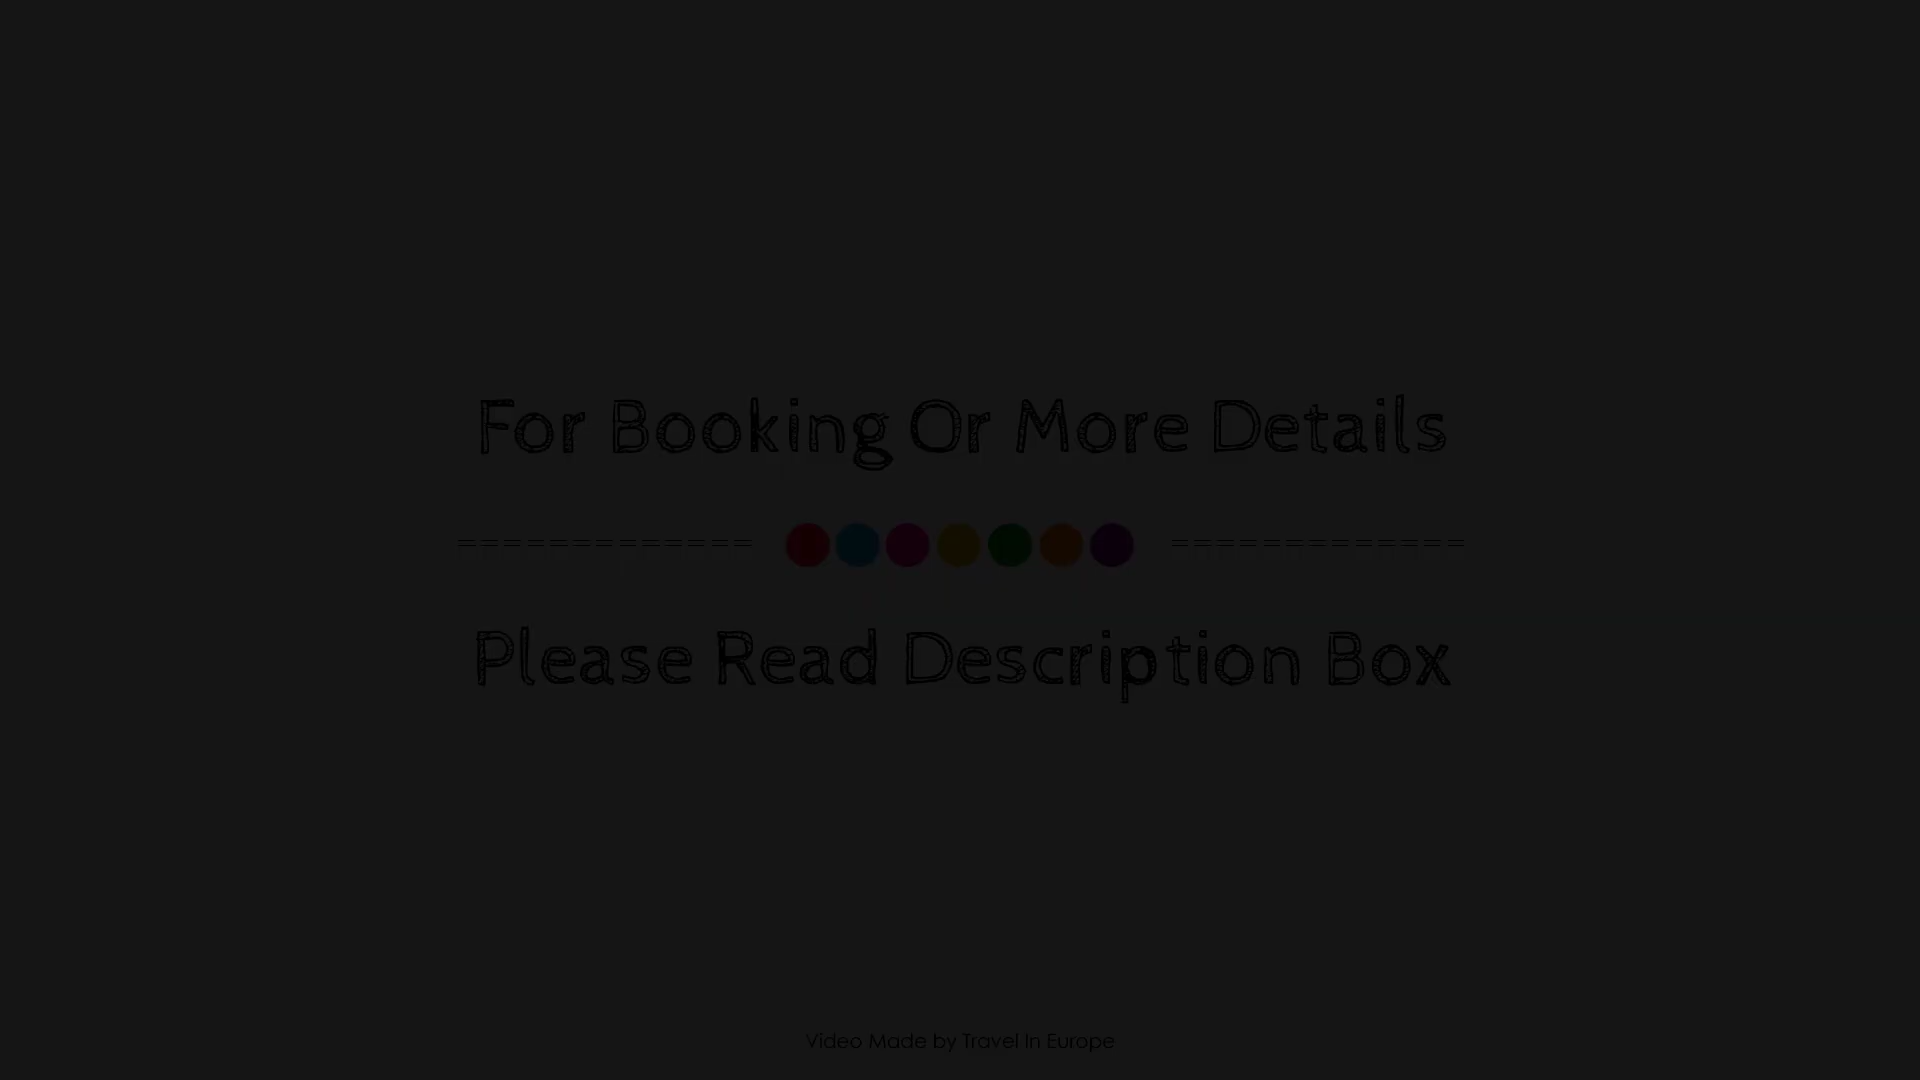 For Booking Or More Details
============= =============
Please Read Description Box
Video Made by Travel In Europe